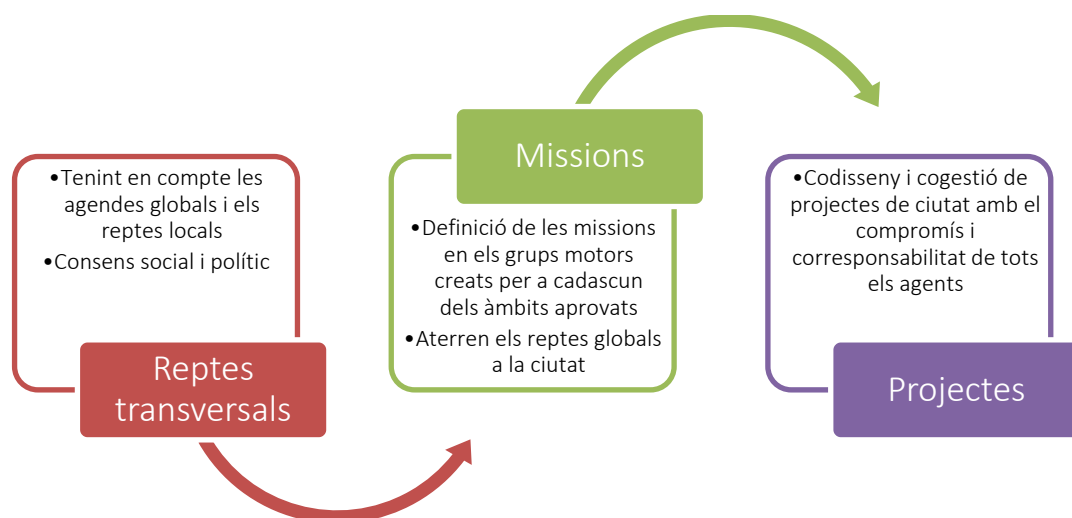 •Tenint en compte les
agendes globals i els
reptes locals
•Consens social i polític
Reptes
transversals
Missions
•Definició de les missions
en els grups motors
creats per a cadascun
dels àmbits aprovats
•Aterren els reptes globals
a la ciutat
•Codisseny i cogestió de
projectes de ciutat amb el
compromís i
corresponsabilitat de tots
els agents
Projectes